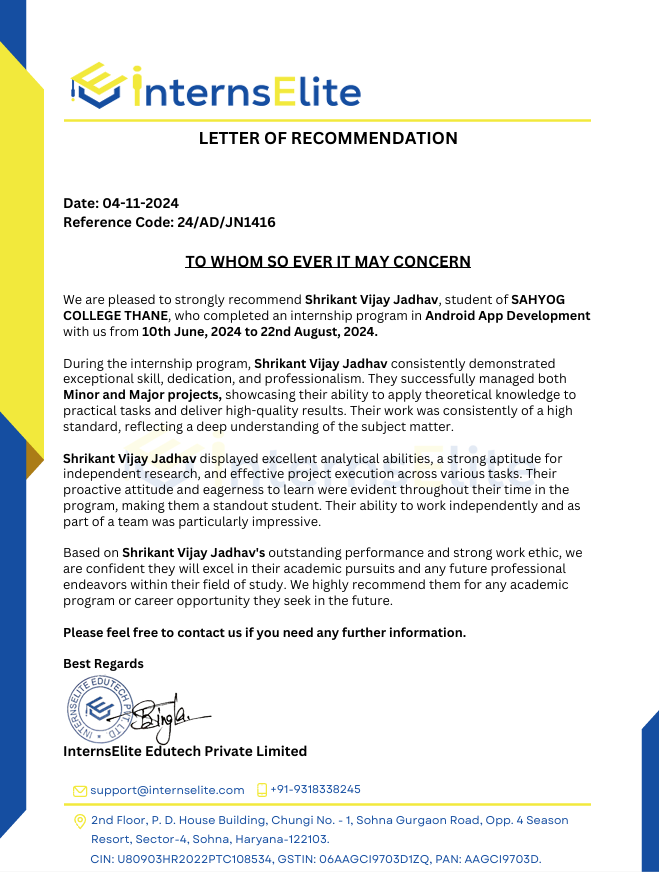 internsElite
LETTER OF RECOMMENDATION
Date: 04-11-2024
Reference Code: 24/AD/JN1416
TO WHOM SO EVER IT MAY CONCERN
We are pleased to strongly recommend Shrikant Vijay Jadhav, student of SAHYOG
COLLEGE THANE, who completed an internship program in Android App Development
with us from 10th June, 2024 to 22nd August, 2024.
During the internship program, Shrikant Vijay Jadhav consistently demonstrated
exceptional skill, dedication, and professionalism. They successfully managed both
Minor and Major projects, showcasing their ability to apply theoretical knowledge to
practical tasks and deliver high-quality results. Their work was consistently of a high
standard, reflecting a deep understanding of the subject matter.
internsElite
Shrikant Vijay Jadhav displayed excellent analytical abilities, a strong aptitude for
independent research, and effective project execution across various tasks. Their
proactive attitude and eagerness to learn were evident throughout their time in the
program, making them a standout student. Their ability to work independently and as
part of a team was particularly impressive.
Based on Shrikant Vijay Jadhav's outstanding performance and strong work ethic, we
are confident they will excel in their academic pursuits and any future professional
endeavors within their field of study. We highly recommend them for any academic
program or career opportunity they seek in the future.
Please feel free to contact us if you need any further information.
Best Regards
INTERNSELITE EDUTECH PVT. LTD
Bingla
InternsElite Edutech Private Limited
support@internselite.com +91-9318338245
2nd Floor, P. D. House Building, Chungi No. - 1, Sohna Gurgaon Road, Opp. 4 Season
Resort, Sector-4, Sohna, Haryana-122103.
CIN: U80903HR2022PTC108534, GSTIN: 06AAGCI9703D1ZQ, PAN: AAGCI9703D.